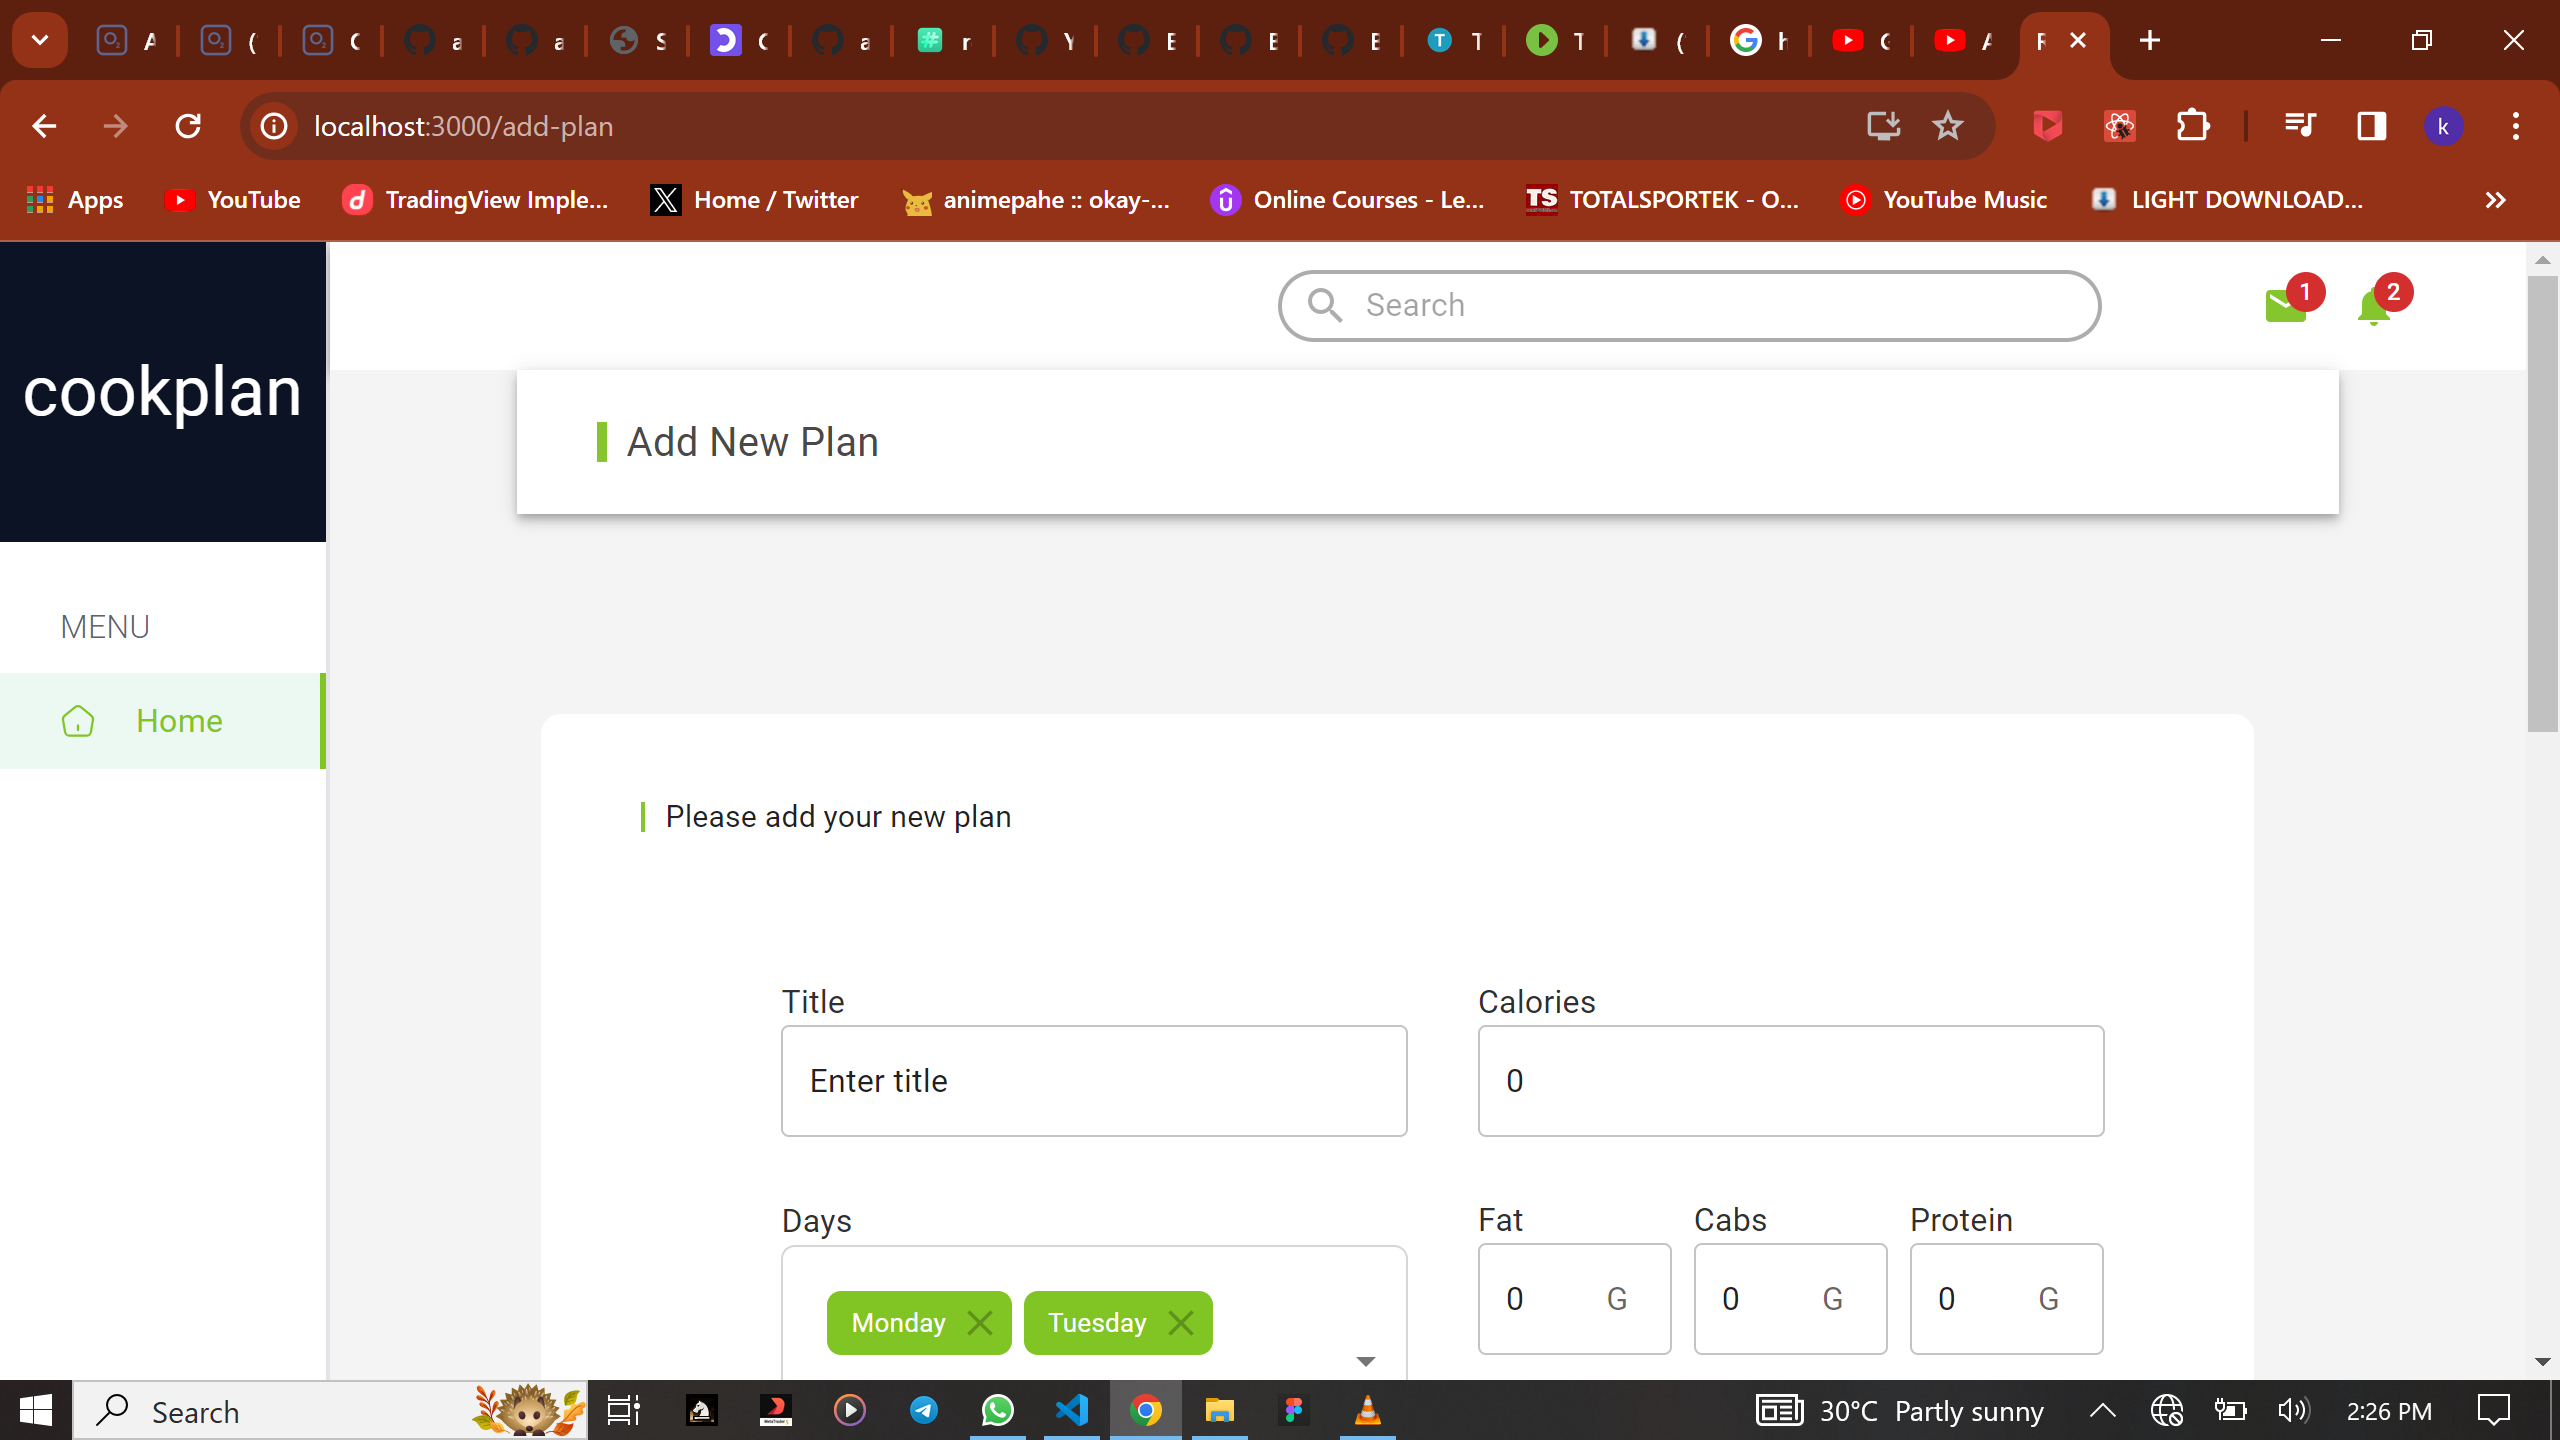 localhost:3000/add-plan
k
Apps
YouTube
TradingView Imple...
Home / Twitter
animepahe :: okay-...
Online Courses - Le...
TOTALSPORTEK - O...
YouTube Music
LIGHT DOWNLOAD...
cookplan
Search
1
2
Add New Plan
MENU
Home
Please add your new plan
Title
Calories
Enter title
0
Days
Fat
Cabs
Protein
Monday
Tuesday
0 G
0 G
0 G
Search
30°C Partly sunny
2:26 PM